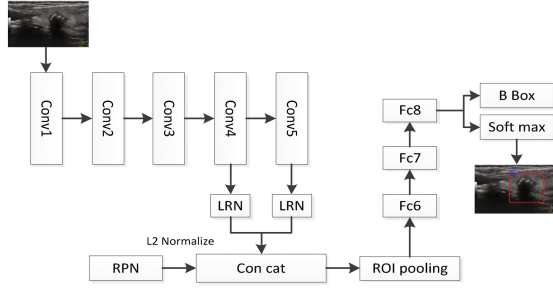 Conv1
Conv2
Conv3
Conv4
Conv5
LRN
LRN
L2 Normalize
RPN
Con cat
ROI pooling
Fc6
Fc7
Fc8
B Box
Soft max